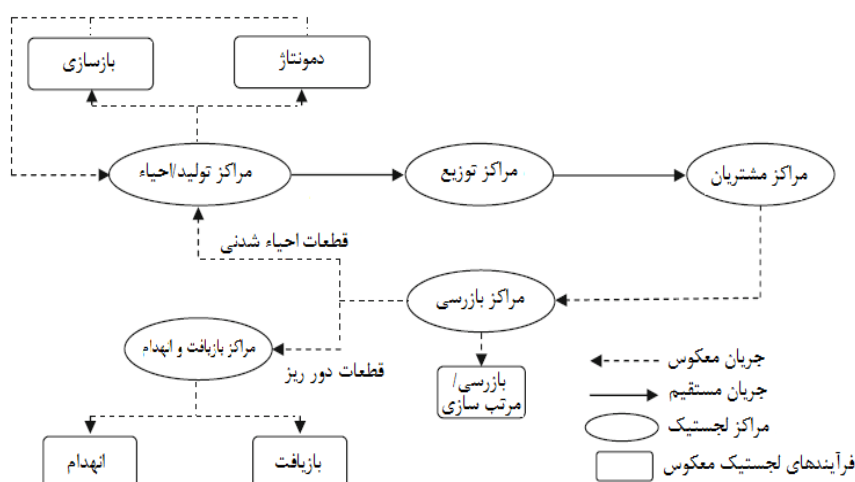 بازسازی
دمونتاژ
مراکز تولید/احیاء
مراکز توزیع
مراکز مشتریان
قطعات احیاء شدنی
مراکز بازرسی
مراکز بازیافت و انهدام
قطعات دور ریز
بازرسی/
مرتب سازی
انهدام
بازیافت
جریان معکوس
جریان مستقیم
مراکز لجستیک
فرآیندهای لجستیک معکوس